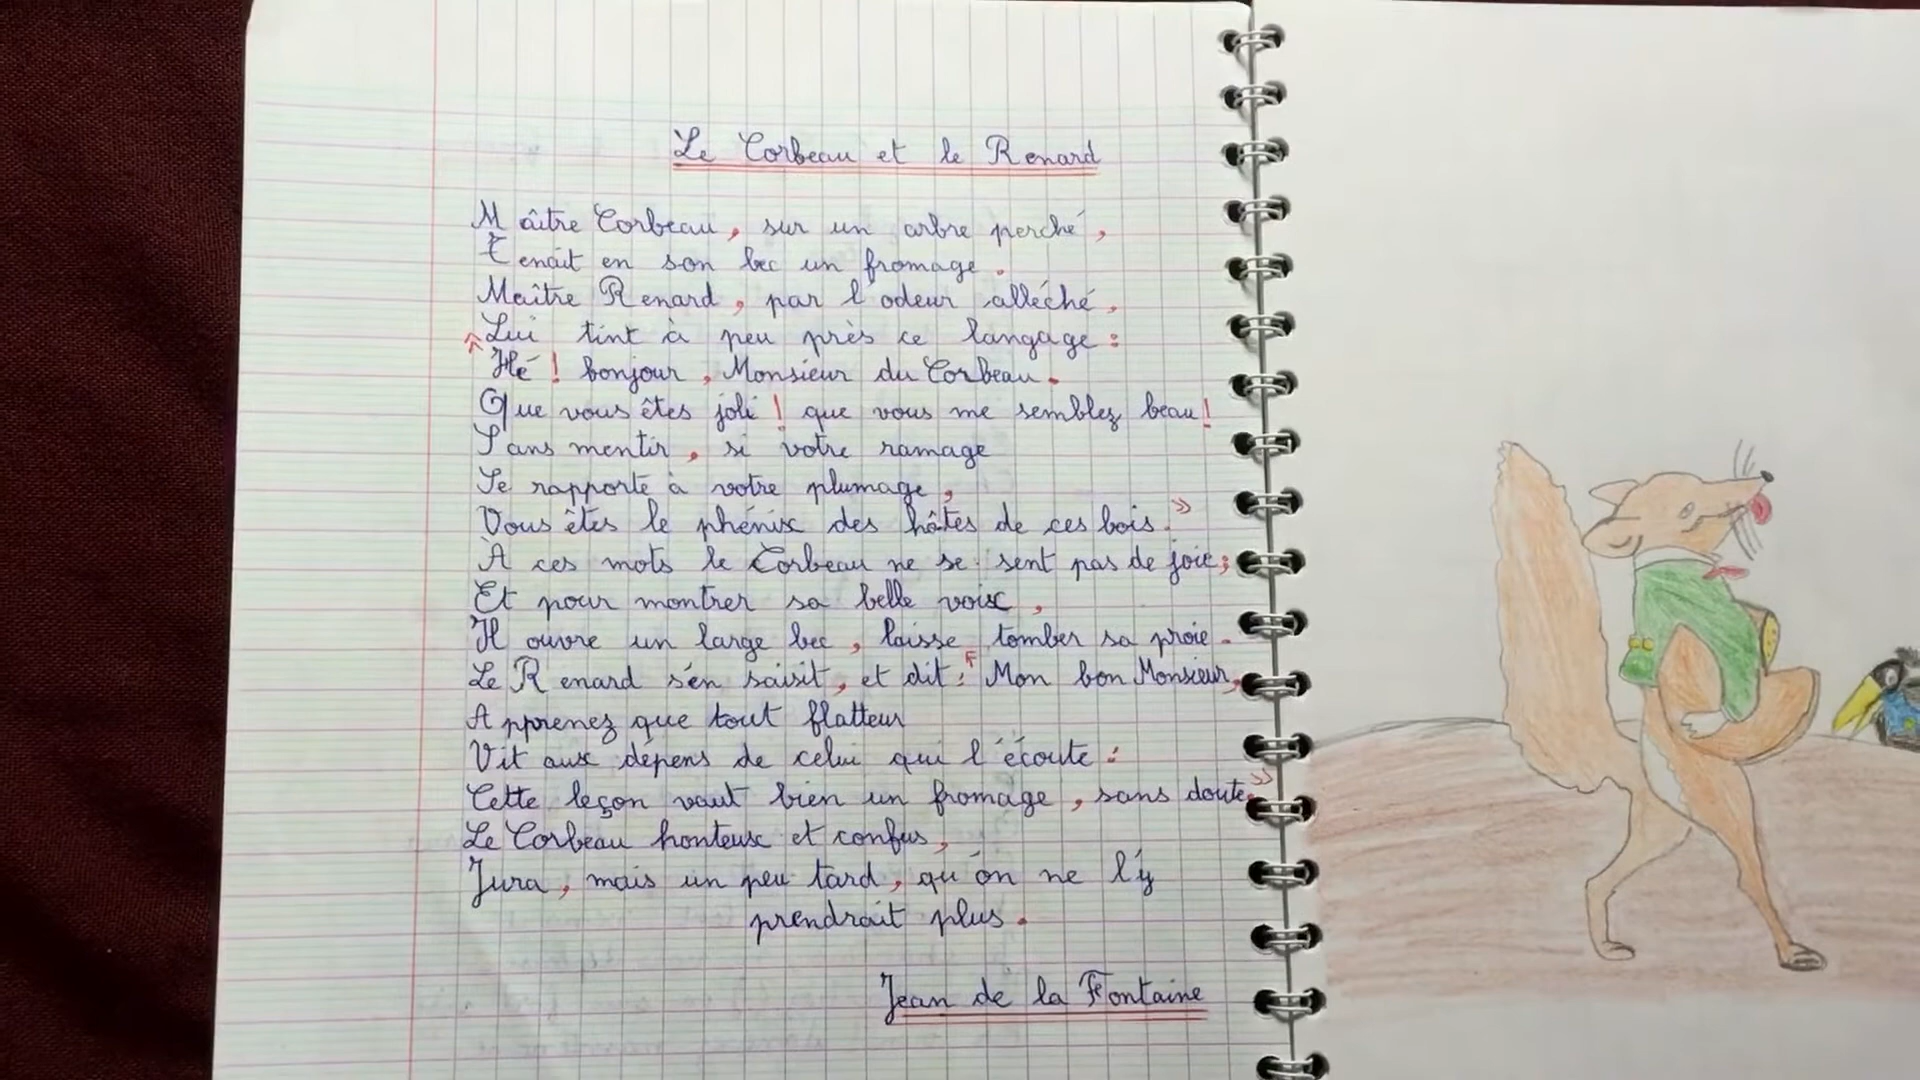 Le Corbeau et le Renard
Maître Corbeau, sur un arbre perché,
Tenait en son bec un fromage.
Maître Renard, par l'odeur alléché,
Lui tint à peu près ce langage :
« Hé ! bonjour, Monsieur du Corbeau.
Que vous êtes joli ! que vous me semblez beau !
Sans mentir, si votre ramage
Se rapporte à votre plumage,
Vous êtes le phénix des hôtes de ces bois. »
À ces mots le Corbeau ne se sent pas de joie ;
Et pour montrer sa belle voix,
Il ouvre un large bec, laisse tomber sa proie.
Le Renard s'en saisit, et dit : « Mon bon Monsieur,
Apprenez que tout flatteur
Vit aux dépens de celui qui l'écoute :
Cette leçon vaut bien un fromage, sans doute. »
Le Corbeau honteux et confus,
Jura, mais un peu tard, qu'on ne l'y
prendrait plus.
Jean de la Fontaine